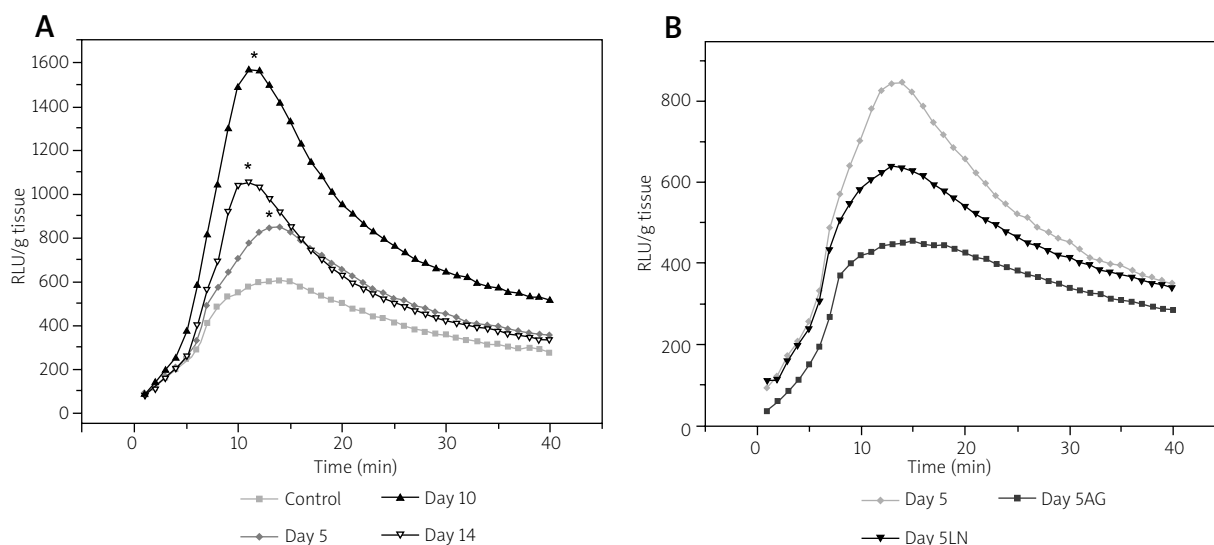 A
1600
1400
1200
1000
800
600
400
200
0
RLU/g tissue
*
*
*
0 10 20 30 40
Time (min)
Control Day 10
Day 5 Day 14
B
800
600
400
200
0
RLU/g tissue
0 10 20 30 40
Time (min)
Day 5 Day 5AG
Day 5LN